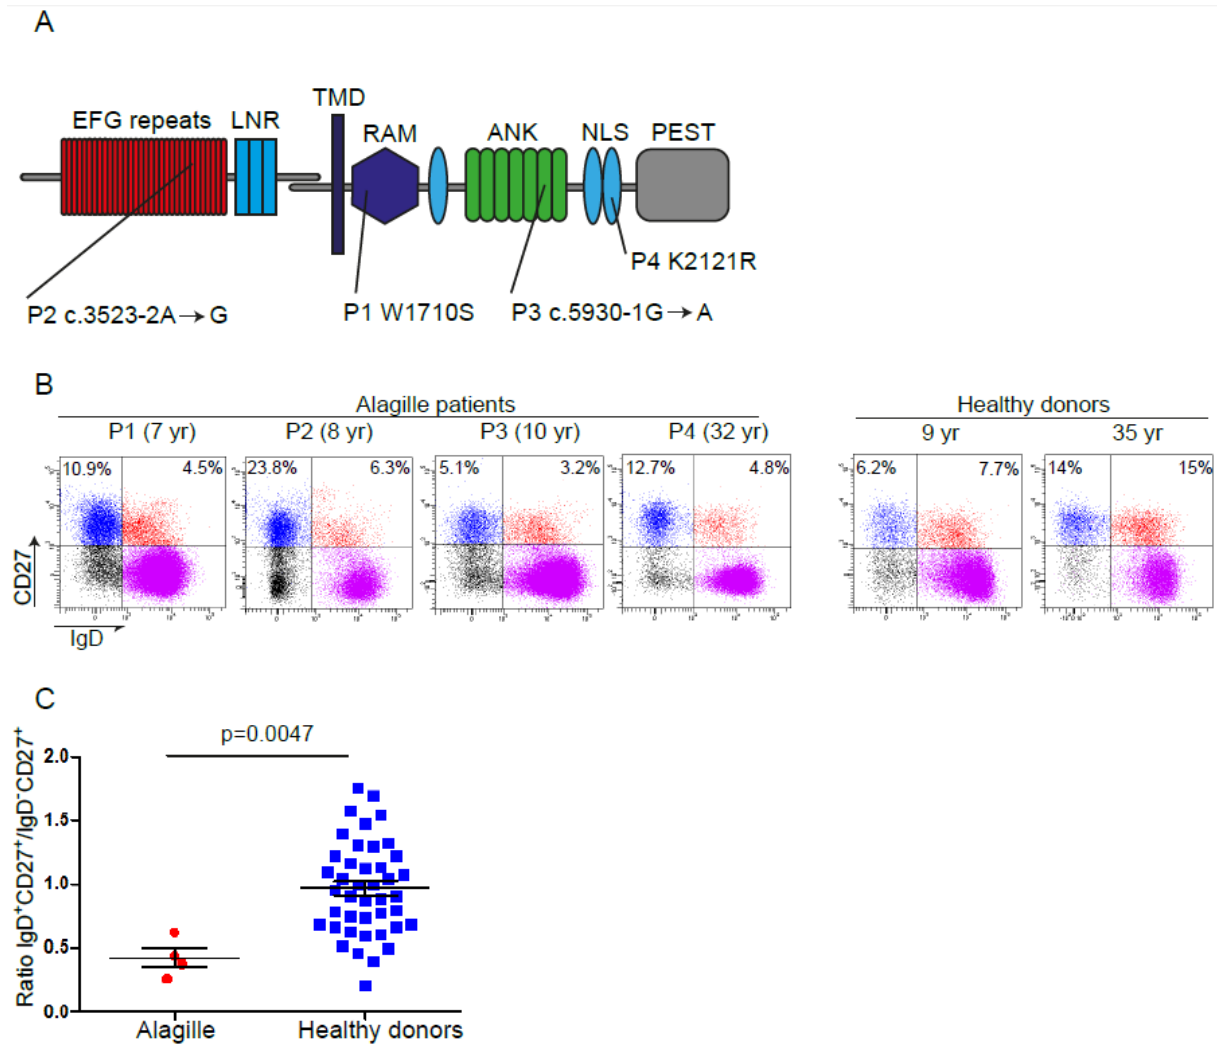 A
TMD
EFG repeats LNR RAM ANK NLS PEST
P4 K2121R
P2 c.3523-2A→ G P1 W1710S P3 c.5930-1G→ A
B
Alagille patients Healthy donors
P1 (7 yr) P2 (8 yr) P3 (10 yr) P4 (32 yr) 9 yr 35 yr
10.9% 4.5% 23.8% 6.3% 5.1% 3.2% 12.7% 4.8% 6.2% 7.7% 14% 15%
CD27
IgD
C
p=0.0047
Ratio IgD⁺CD27⁺/IgD⁻CD27⁺
2.0
1.5
1.0
0.5
0.0
Alagille Healthy donors